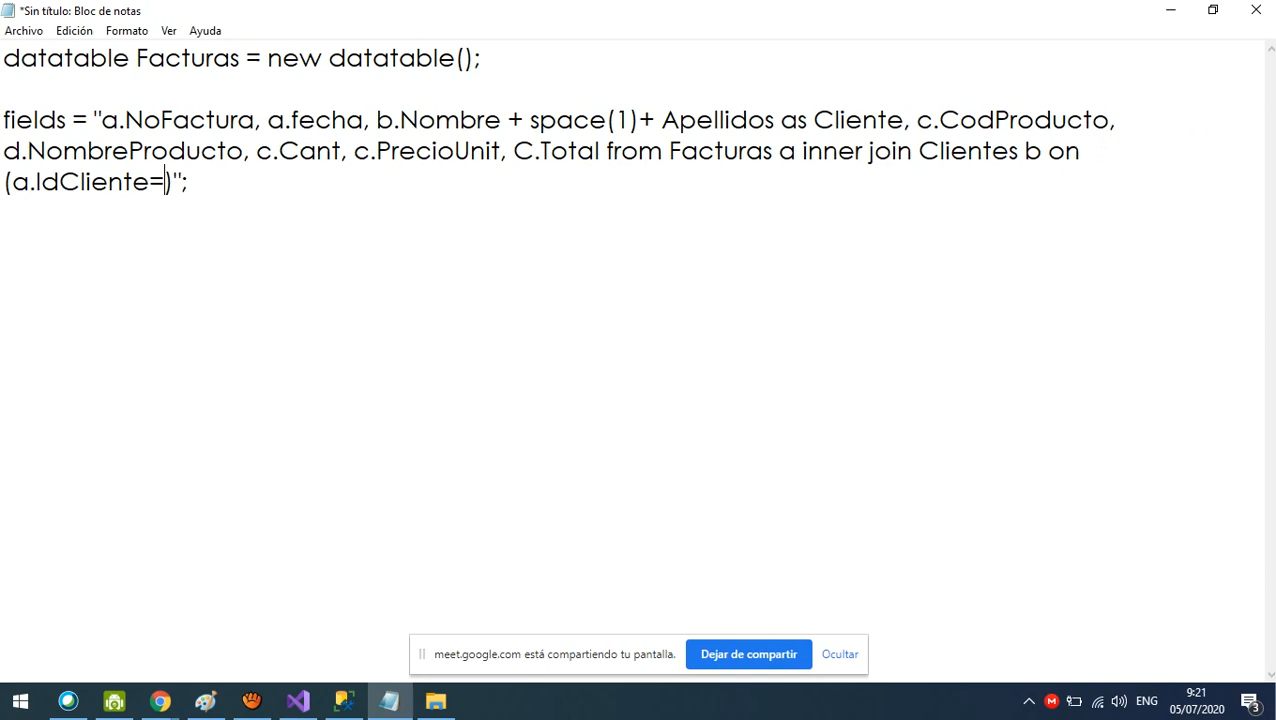 *Sin título: Bloc de notas
Archivo Edición Formato Ver Ayuda
datatable Facturas = new datatable();
fields = "a.NoFactura, a.fecha, b.Nombre + space(1)+ Apellidos as Cliente, c.CodProducto,
d.NombreProducto, c.Cant, c.PrecioUnit, C.Total from Facturas a inner join Clientes b on
(a.IdCliente=)";
meet.google.com está compartiendo tu pantalla. Dejar de compartir Ocultar
ENG 9:21
05/07/2020 3